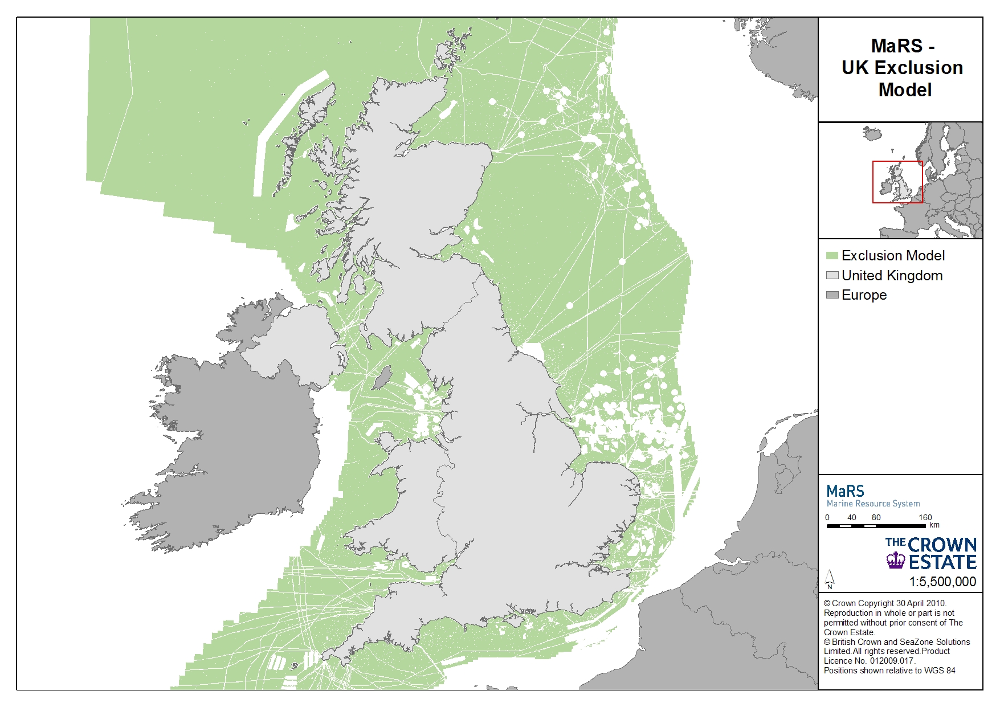 MaRS -
UK Exclusion
Model
Exclusion Model
United Kingdom
Europe
MaRS
Marine Resource System
0 40 80 160
km
THE CROWN
ESTATE
N
1:5,500,000
© Crown Copyright 30 April 2010.
Reproduction in whole or part is not
permitted without prior consent of The
Crown Estate.
© British Crown and SeaZone Solutions
Limited.All rights reserved.Product
Licence No. 012009.017.
Positions shown relative to WGS 84